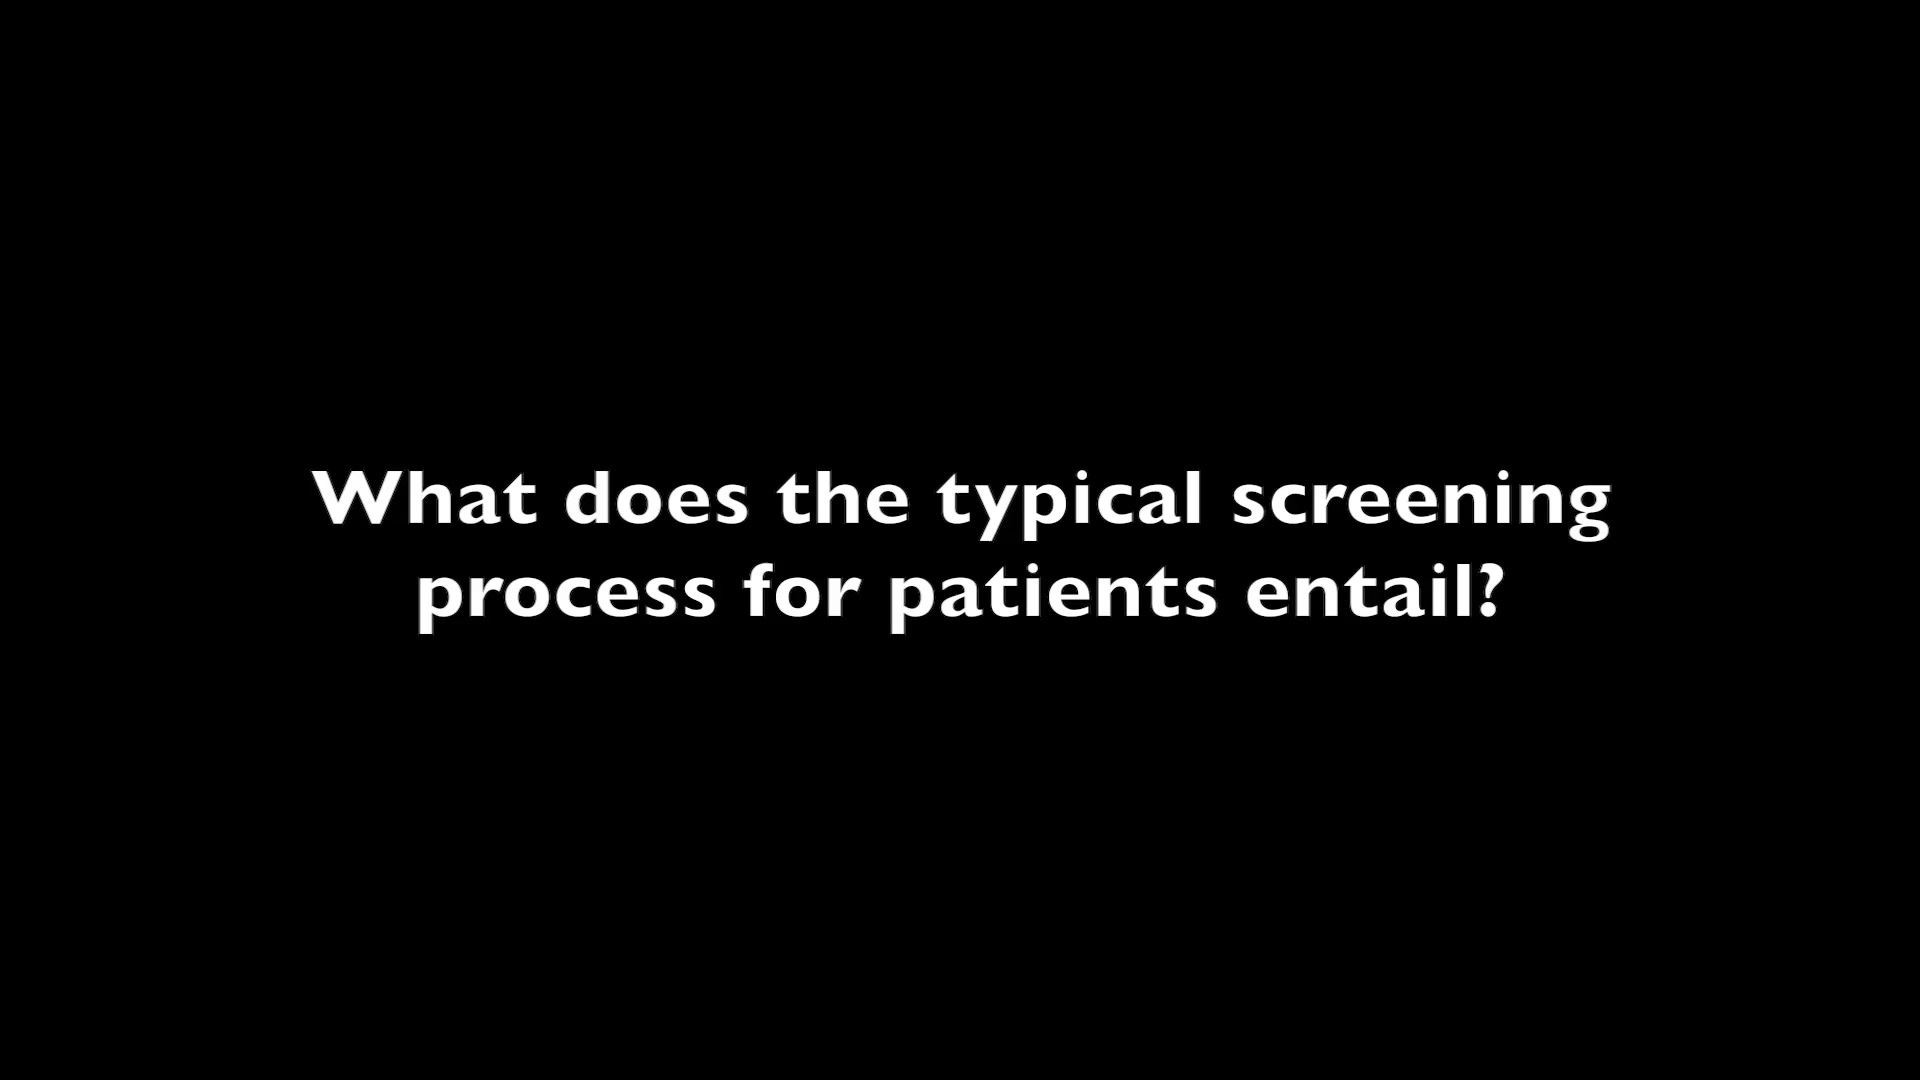 What does the typical screening
process for patients entail?